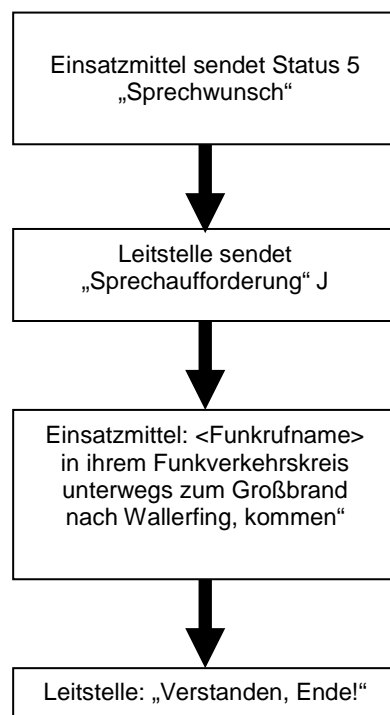 Einsatzmittel sendet Status 5
„Sprechwunsch“
Leitstelle sendet
„Sprechaufforderung“ J
Einsatzmittel: <Funkrufname>
in ihrem Funkverkehrskreis
unterwegs zum Großbrand
nach Wallerfing, kommen“
Leitstelle: „Verstanden, Ende!“